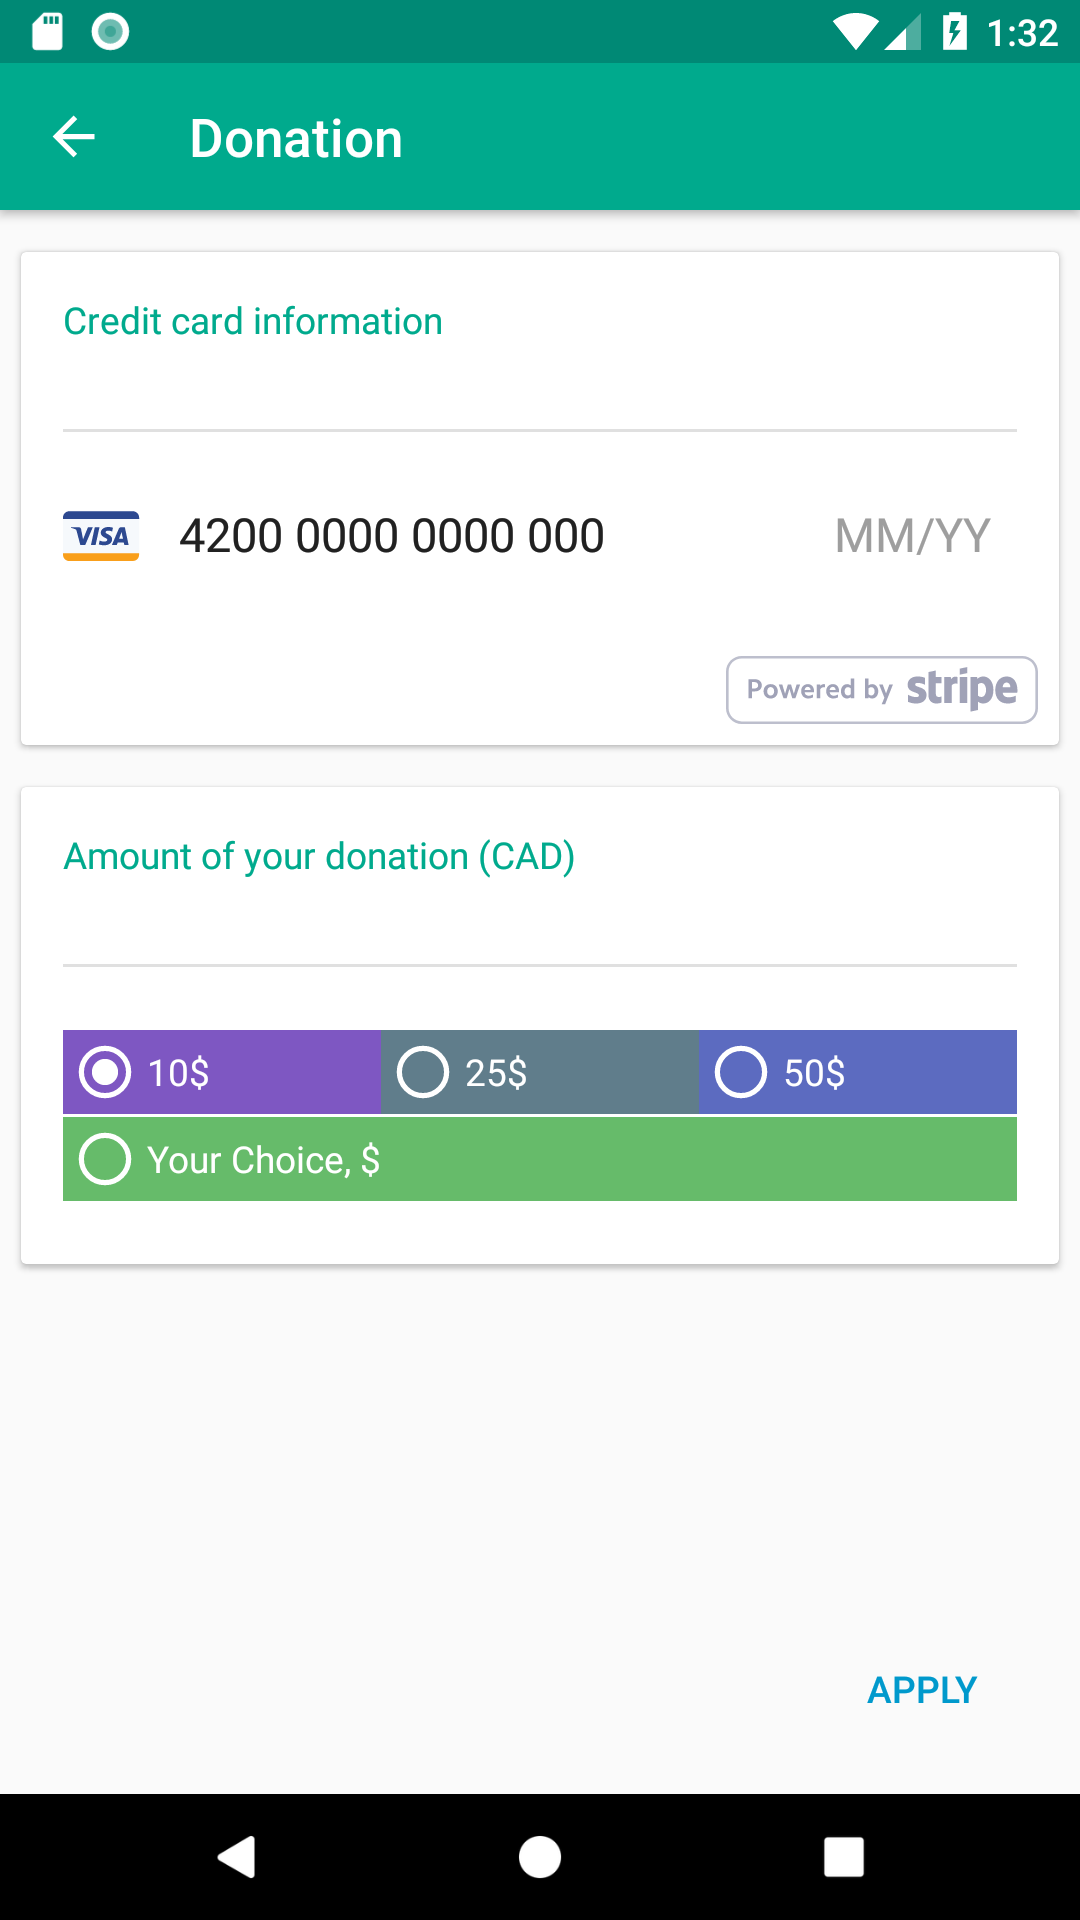 1:32
Donation
Credit card information
VISA 4200 0000 0000 000 MM/YY
Powered by stripe
Amount of your donation (CAD)
10$ 25$ 50$
Your Choice, $
APPLY